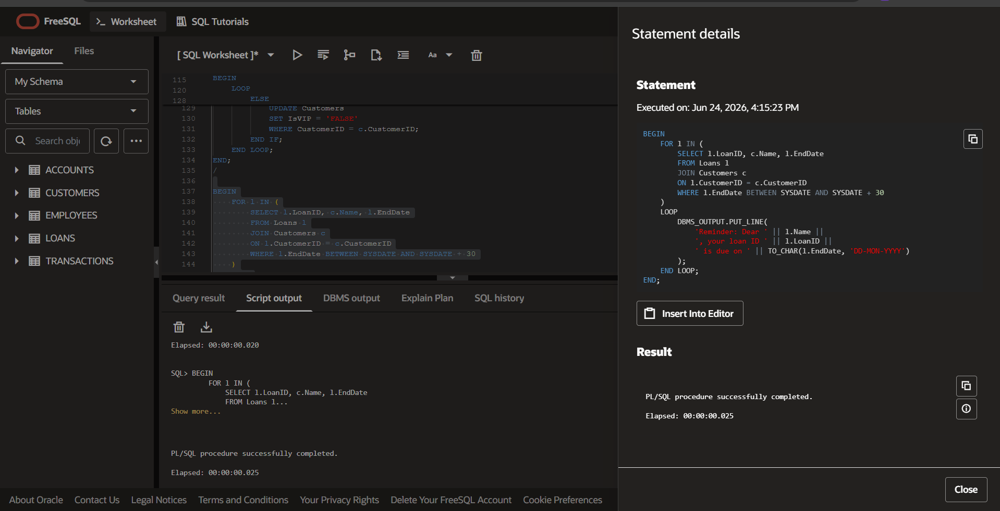 FreeSQL
Worksheet
SQL Tutorials
Navigator
Files
My Schema
Tables
Search obj
ACCOUNTS
CUSTOMERS
EMPLOYEES
LOANS
TRANSACTIONS
[ SQL Worksheet ]*
Aa
115 BEGIN
120 LOOP
128 ELSE
129 UPDATE Customers
130 SET IsVIP = 'FALSE'
131 WHERE CustomerID = c.CustomerID;
132 END IF;
133 END LOOP;
134 END;
135 /
136
137 BEGIN
138 FOR l IN (
139 SELECT l.LoanID, c.Name, l.EndDate
140 FROM Loans l
141 JOIN Customers c
142 ON l.CustomerID = c.CustomerID
143 WHERE l.EndDate BETWEEN SYSDATE AND SYSDATE + 30
144 )
Query result
Script output
DBMS output
Explain Plan
SQL history
Elapsed: 00:00:00.020
SQL> BEGIN
FOR l IN (
SELECT l.LoanID, c.Name, l.EndDate
FROM Loans l...
Show more...
PL/SQL procedure successfully completed.
Elapsed: 00:00:00.025
Statement details
Statement
Executed on: Jun 24, 2026, 4:15:23 PM
BEGIN
FOR l IN (
SELECT l.LoanID, c.Name, l.EndDate
FROM Loans l
JOIN Customers c
ON l.CustomerID = c.CustomerID
WHERE l.EndDate BETWEEN SYSDATE AND SYSDATE + 30
)
LOOP
DBMS_OUTPUT.PUT_LINE(
'Reminder: Dear ' || l.Name ||
', your loan ID ' || l.LoanID ||
' is due on ' || TO_CHAR(l.EndDate, 'DD-MON-YYYY')
);
END LOOP;
END;
Insert Into Editor
Result
PL/SQL procedure successfully completed.
Elapsed: 00:00:00.025
Close
About Oracle
Contact Us
Legal Notices
Terms and Conditions
Your Privacy Rights
Delete Your FreeSQL Account
Cookie Preferences